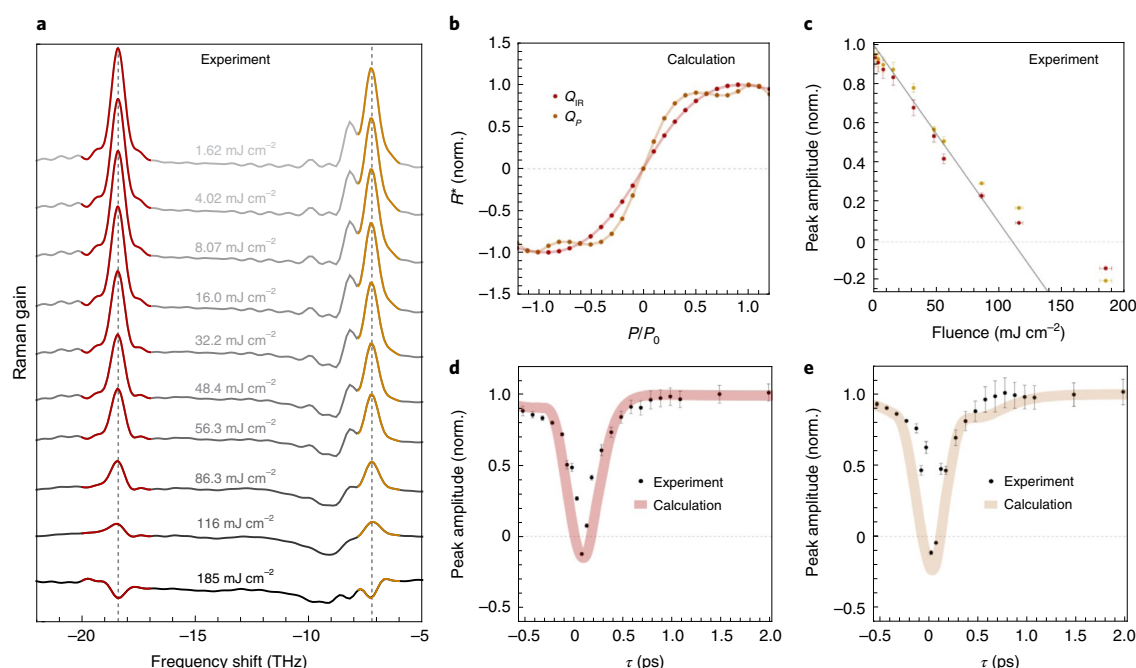 a
Experiment
1.62 mJ cm⁻²
4.02 mJ cm⁻²
8.07 mJ cm⁻²
16.0 mJ cm⁻²
32.2 mJ cm⁻²
48.4 mJ cm⁻²
56.3 mJ cm⁻²
86.3 mJ cm⁻²
116 mJ cm⁻²
185 mJ cm⁻²
Raman gain
−20
−15
−10
−5
Frequency shift (THz)
b
Calculation
Q_IR
Q_P
R* (norm.)
1.5
1.0
0.5
0
−0.5
−1.0
−1.5
−1.0
−0.5
0
0.5
1.0
P/P₀
c
Experiment
Peak amplitude (norm.)
1.0
0.8
0.6
0.4
0.2
0
−0.2
0
50
100
150
200
Fluence (mJ cm⁻²)
d
Experiment
Calculation
Peak amplitude (norm.)
1.0
0.5
0
−0.5
−0.5
0
0.5
1.0
1.5
2.0
τ (ps)
e
Experiment
Calculation
Peak amplitude (norm.)
1.0
0.5
0
−0.5
−0.5
0
0.5
1.0
1.5
2.0
τ (ps)